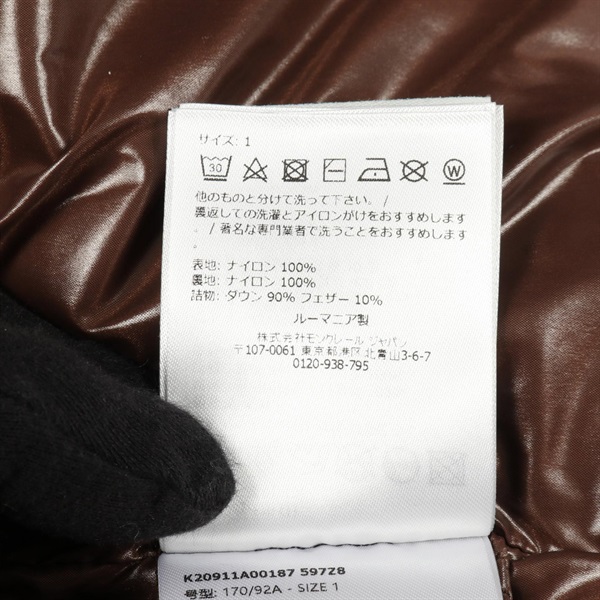 サイズ: 1
30
W
他のものと分けて洗って下さい。/
裏返しての洗濯とアイロンがけをおすすめします
。/ 著名な専門業者で洗うことをおすすめします
。
表地: ナイロン 100%
裏地: ナイロン 100%
詰物: ダウン 90% フェザー 10%
ルーマニア製
株式会社モンクレール ジャパン
〒107-0061 東京都港区北青山3-6-7
0120-938-795
K20911A00187 597Z8
号型: 170/92A - SIZE 1